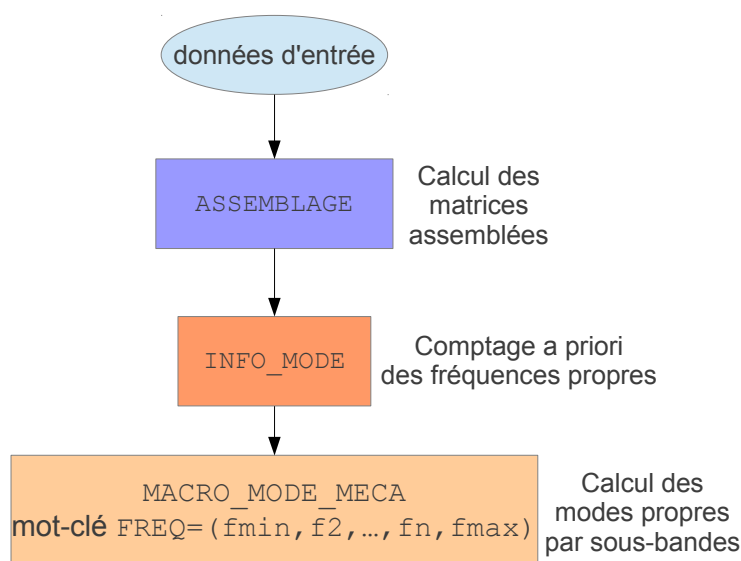 données d'entrée
ASSEMBLAGE
Calcul des
matrices
assemblées
INFO_MODE
Comptage a priori
des fréquences propres
MACRO_MODE_MECA
mot-clé FREQ=(fmin,f2,…,fn,fmax)
Calcul des
modes propres
par sous-bandes